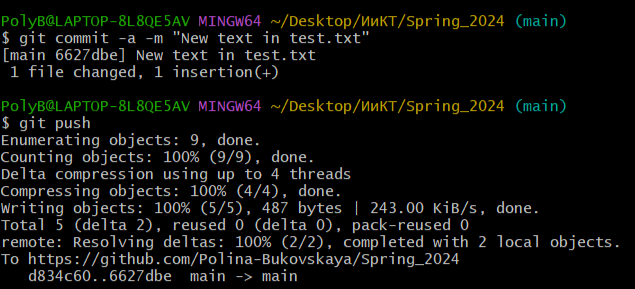 PolyB@LAPTOP-8L8QE5AV MINGW64 ~/Desktop/ИиКТ/Spring_2024 (main)
$ git commit -a -m "New text in test.txt"
[main 6627dbe] New text in test.txt
 1 file changed, 1 insertion(+)
PolyB@LAPTOP-8L8QE5AV MINGW64 ~/Desktop/ИиКТ/Spring_2024 (main)
$ git push
Enumerating objects: 9, done.
Counting objects: 100% (9/9), done.
Delta compression using up to 4 threads
Compressing objects: 100% (4/4), done.
Writing objects: 100% (5/5), 487 bytes | 243.00 KiB/s, done.
Total 5 (delta 2), reused 0 (delta 0), pack-reused 0
remote: Resolving deltas: 100% (2/2), completed with 2 local objects.
To https://github.com/Polina-Bukovskaya/Spring_2024
   d834c60..6627dbe  main -> main